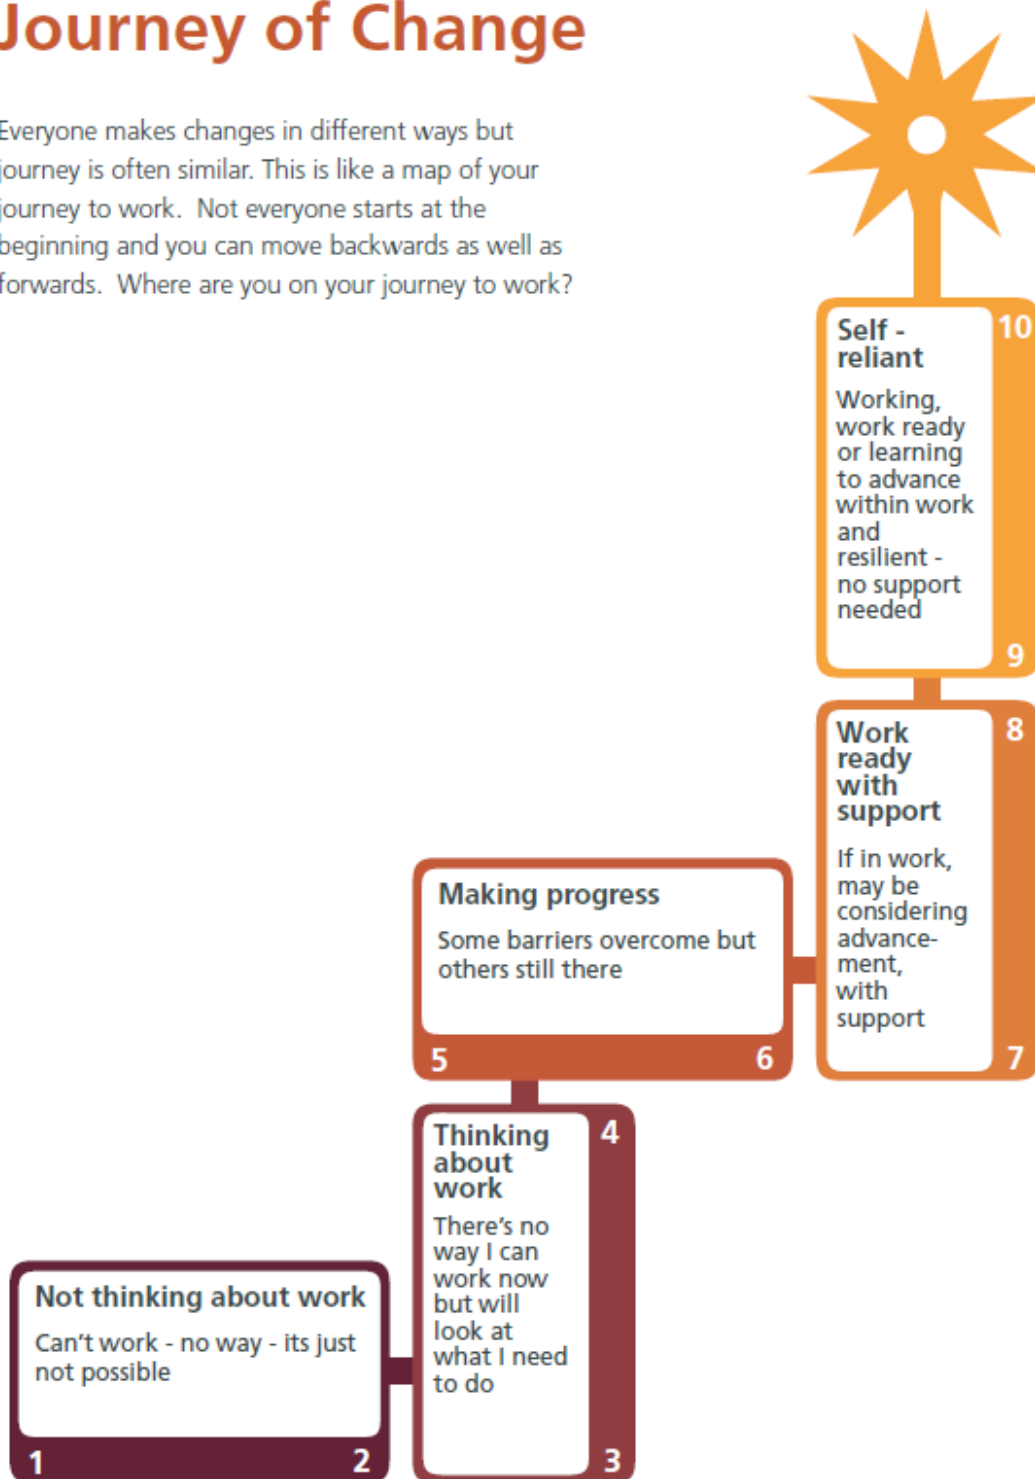 Journey of Change
Everyone makes changes in different ways but
journey is often similar. This is like a map of your
journey to work. Not everyone starts at the
beginning and you can move backwards as well as
forwards. Where are you on your journey to work?
Self -
reliant
10
Working,
work ready
or learning
to advance
within work
and
resilient -
no support
needed
9
Work
ready
with
support
8
If in work,
may be
considering
advance-
ment,
with
support
7
Making progress
Some barriers overcome but
others still there
5 6
Thinking
about
work
4
There's no
way I can
work now
but will
look at
what I need
to do
3
Not thinking about work
Can't work - no way - its just
not possible
1 2